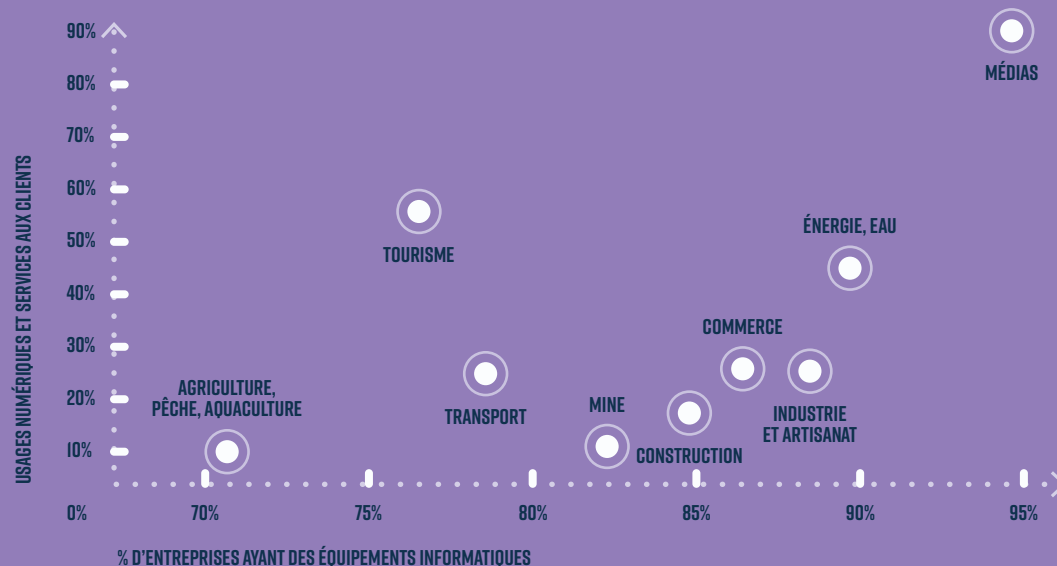 90%
MÉDIAS
80%
70%
60%
TOURISME
50%
ÉNERGIE, EAU
40%
COMMERCE
30%
AGRICULTURE,
PÊCHE, AQUACULTURE
20%
TRANSPORT
MINE
INDUSTRIE
ET ARTISANAT
CONSTRUCTION
10%
USAGES NUMÉRIQUES ET SERVICES AUX CLIENTS
0%
70%
75%
80%
85%
90%
95%
% D'ENTREPRISES AYANT DES ÉQUIPEMENTS INFORMATIQUES